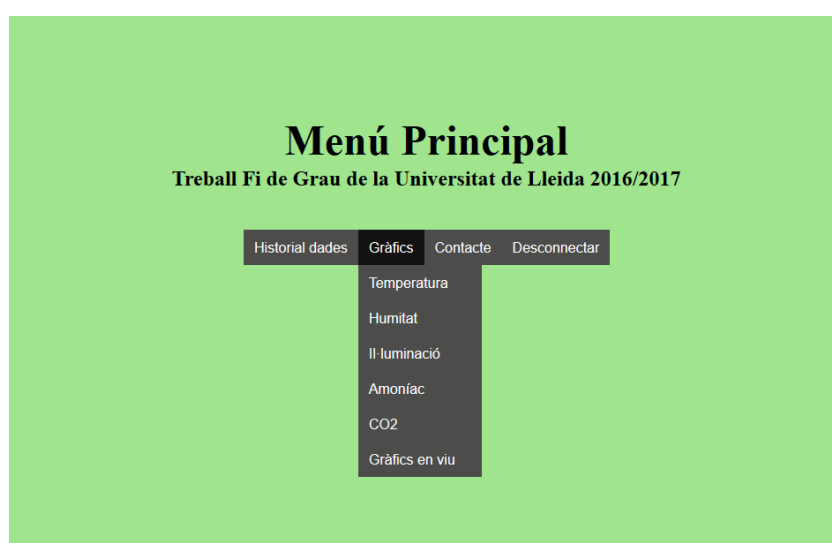 Menú Principal
Treball Fi de Grau de la Universitat de Lleida 2016/2017
Historial dades Gràfics Contacte Desconnectar
Temperatura
Humitat
Il·luminació
Amoníac
CO2
Gràfics en viu